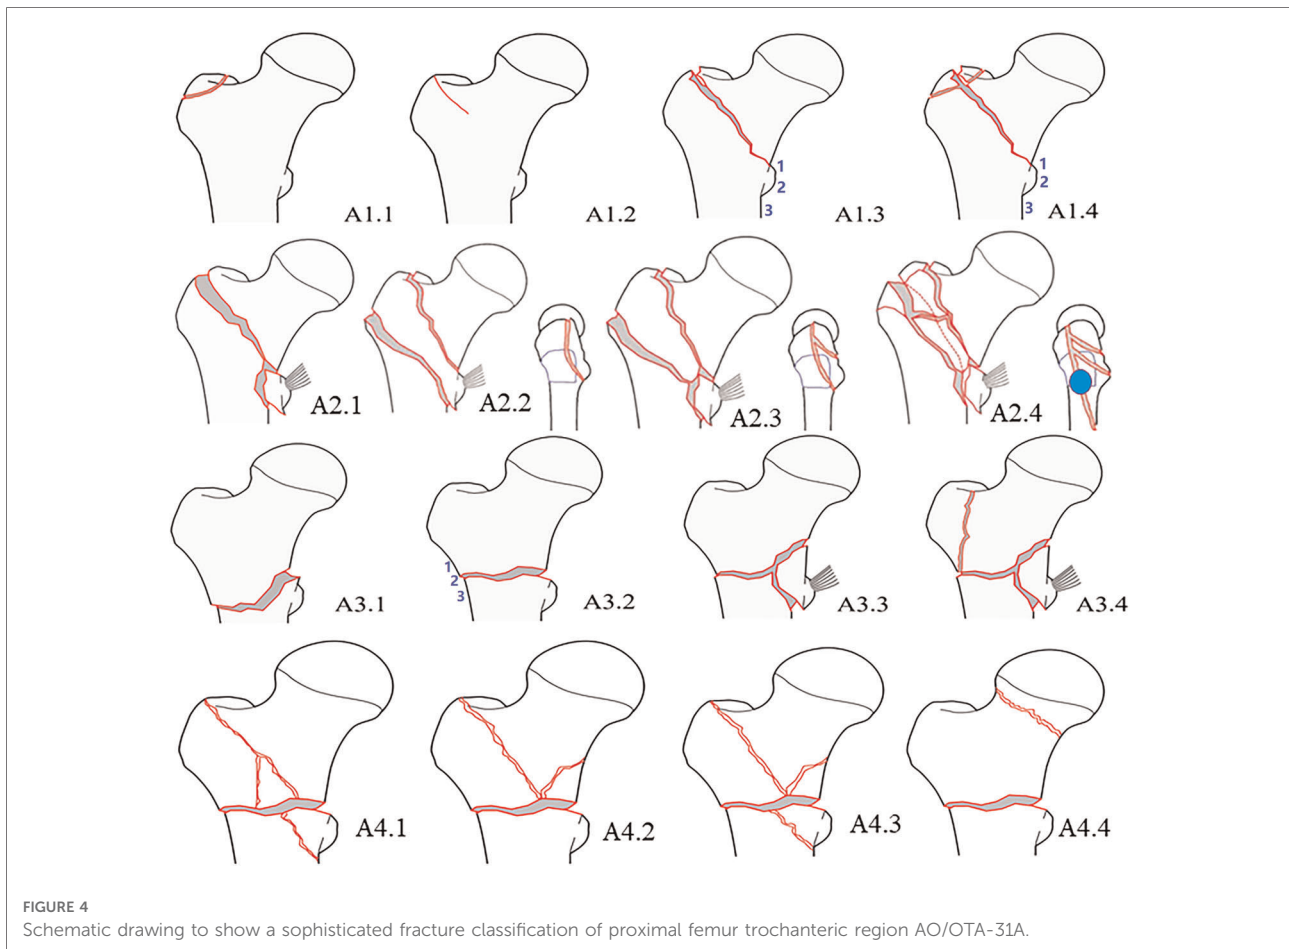 A1.1
A1.2
1
2
3
A1.3
1
2
3
A1.4
A2.1
A2.2
A2.3
A2.4
A3.1
1
2
3
A3.2
A3.3
A3.4
A4.1
A4.2
A4.3
A4.4
FIGURE 4
Schematic drawing to show a sophisticated fracture classification of proximal femur trochanteric region AO/OTA-31A.